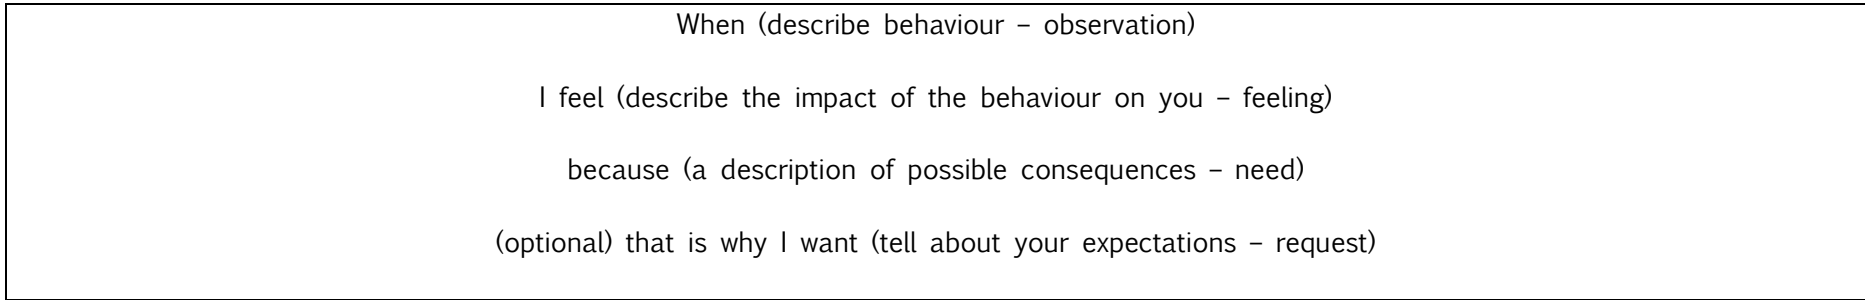 When (describe behaviour – observation)
I feel (describe the impact of the behaviour on you – feeling)
because (a description of possible consequences – need)
(optional) that is why I want (tell about your expectations – request)